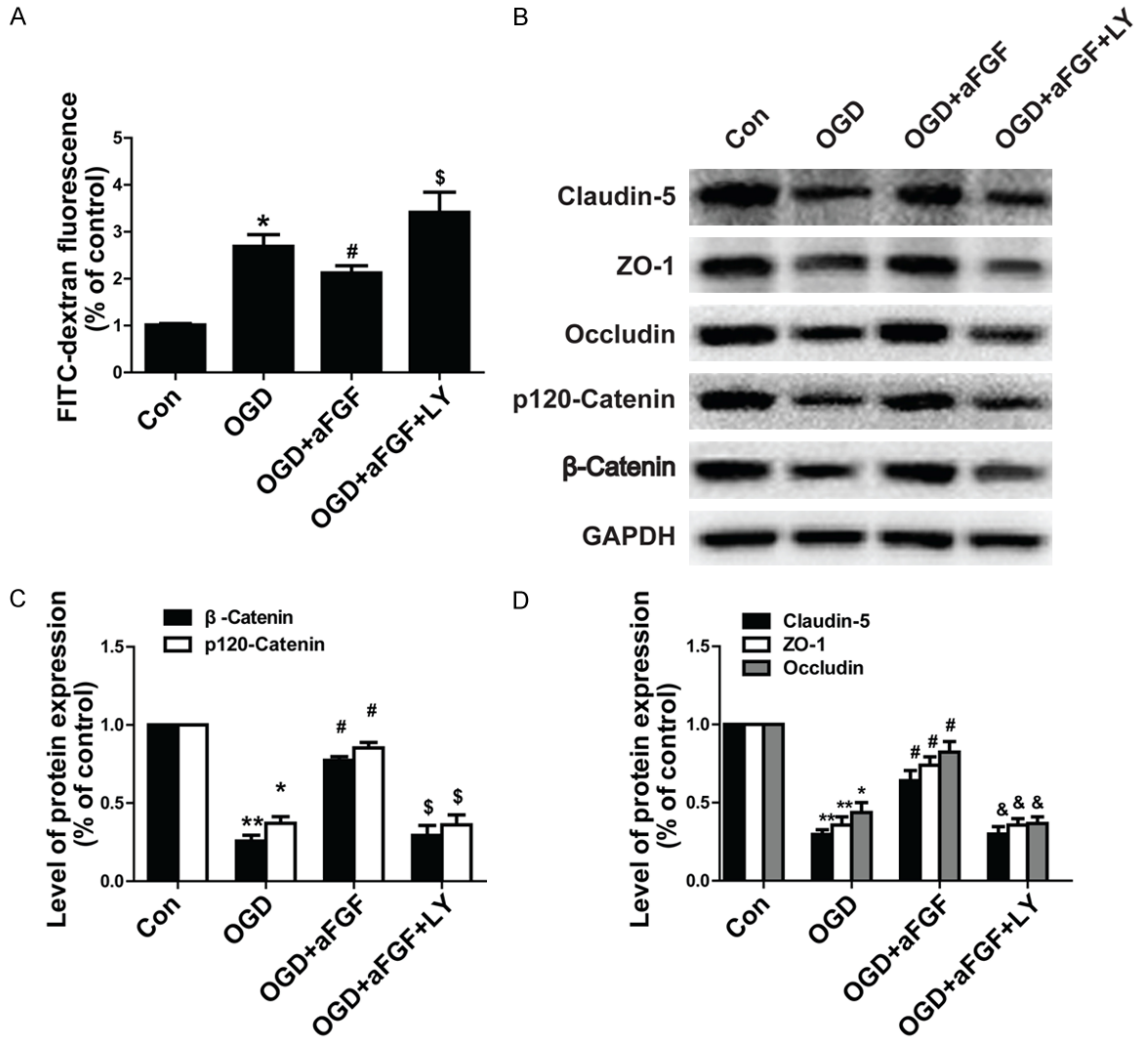 A
FITC-dextran fluorescence
(% of control)
5
4
3
2
1
0
*
#
$
Con
OGD
OGD+aFGF
OGD+aFGF+LY
B
Con
OGD
OGD+aFGF
OGD+aFGF+LY
Claudin-5
ZO-1
Occludin
p120-Catenin
β-Catenin
GAPDH
C
Level of protein expression
(% of control)
β -Catenin
p120-Catenin
1.5
1.0
0.5
0.0
**
*
#
#
$
$
Con
OGD
OGD+aFGF
OGD+aFGF+LY
D
Level of protein expression
(% of control)
Claudin-5
ZO-1
Occludin
1.5
1.0
0.5
0.0
**
**
*
#
#
#
&
&
&
Con
OGD
OGD+aFGF
OGD+aFGF+LY